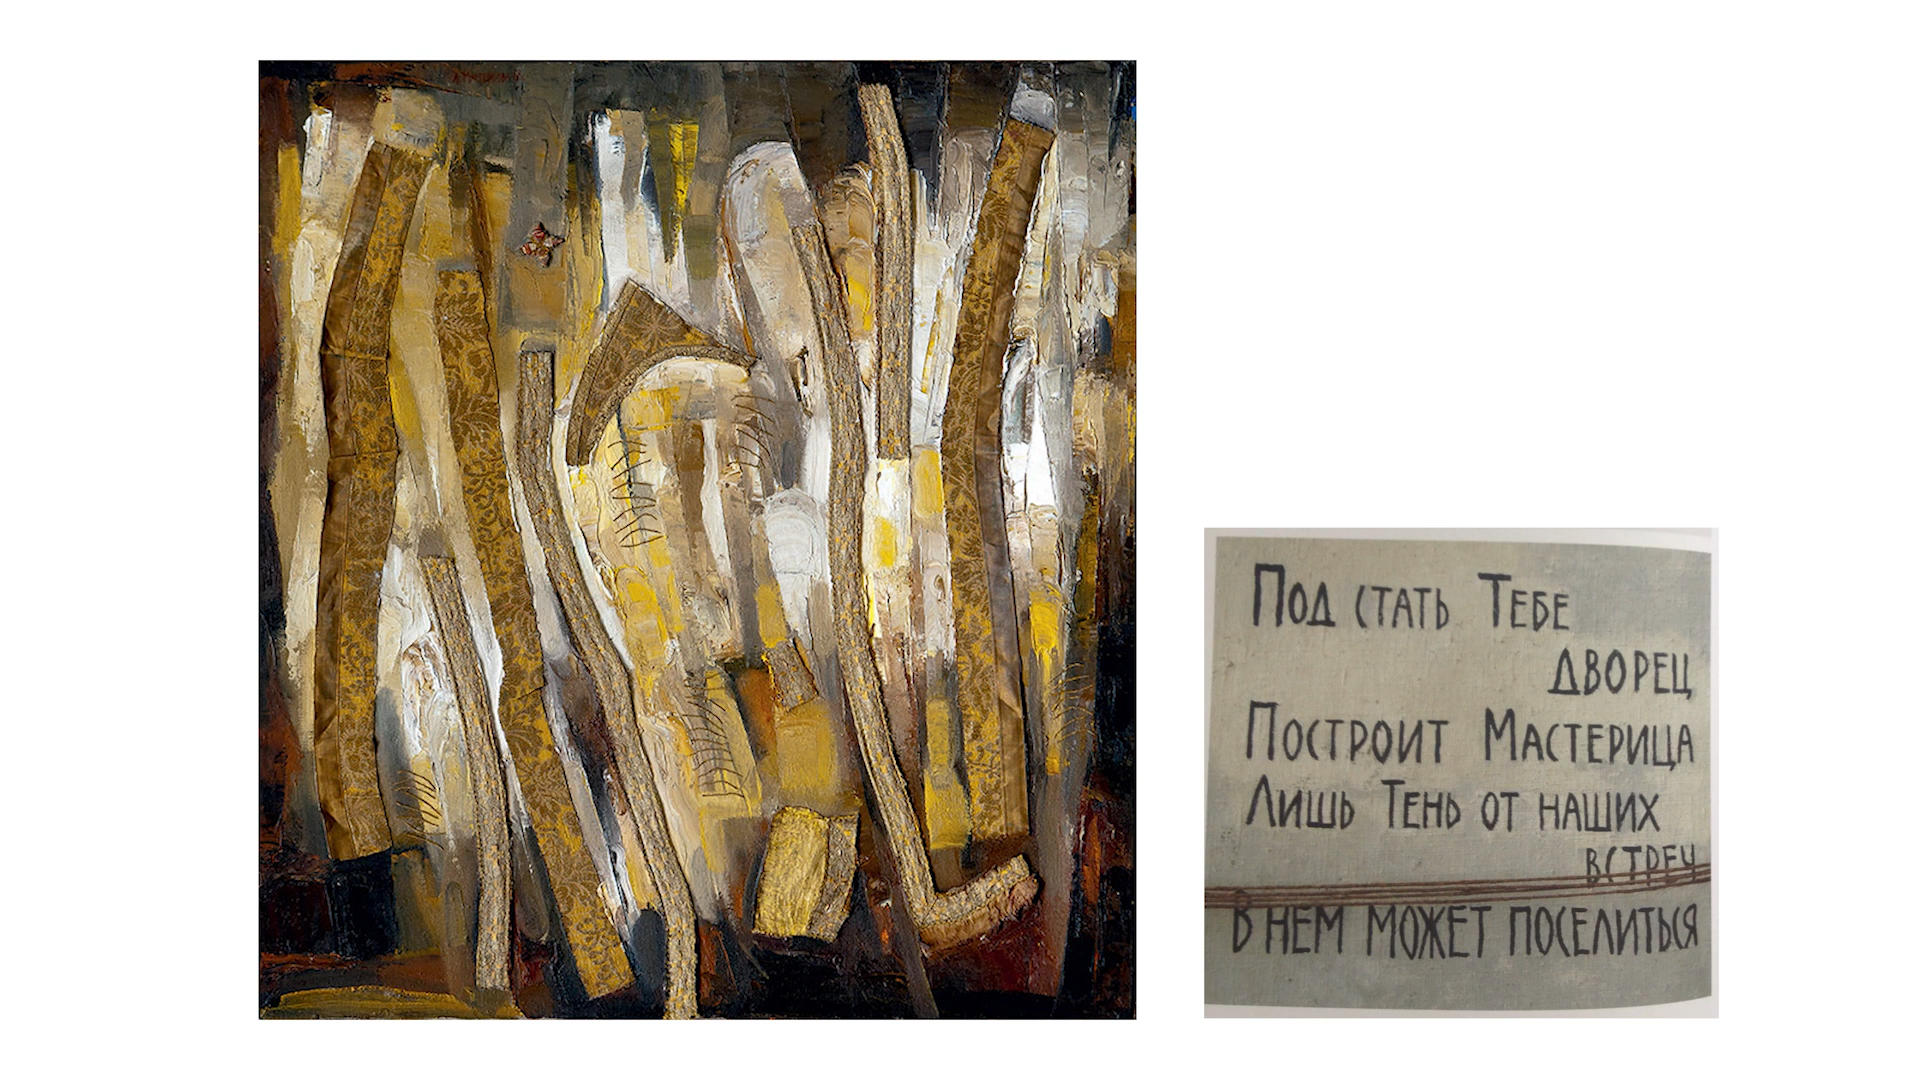 Под стать Тебе
дворец
Построит Мастерица
Лишь Тень от наших
встреч
в нем может поселиться